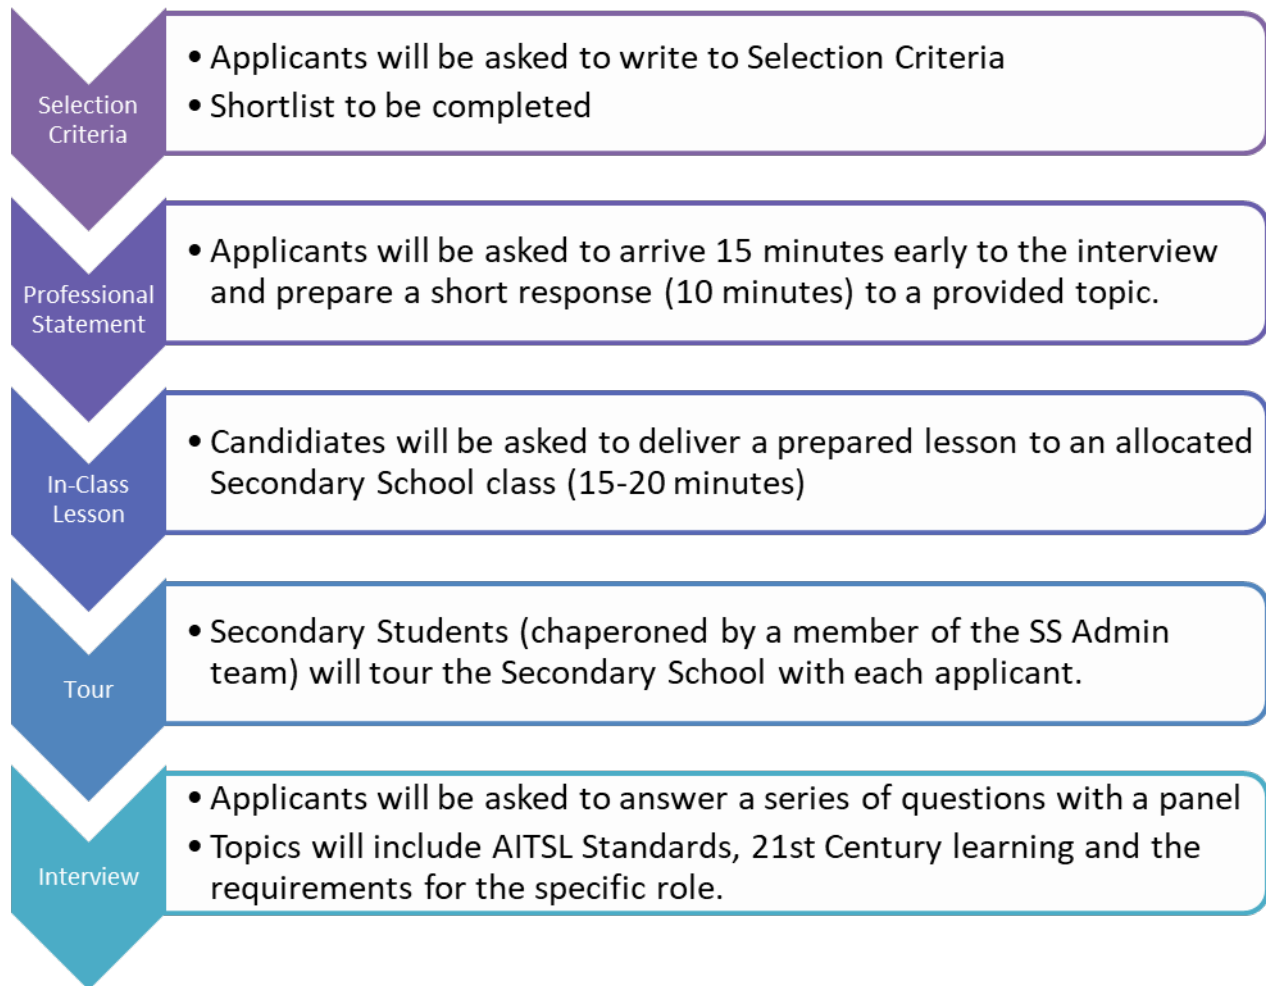 Selection
Criteria
• Applicants will be asked to write to Selection Criteria
• Shortlist to be completed
Professional
Statement
• Applicants will be asked to arrive 15 minutes early to the interview
and prepare a short response (10 minutes) to a provided topic.
In-Class
Lesson
• Candidiates will be asked to deliver a prepared lesson to an allocated
Secondary School class (15-20 minutes)
Tour
• Secondary Students (chaperoned by a member of the SS Admin
team) will tour the Secondary School with each applicant.
Interview
• Applicants will be asked to answer a series of questions with a panel
• Topics will include AITSL Standards, 21st Century learning and the
requirements for the specific role.